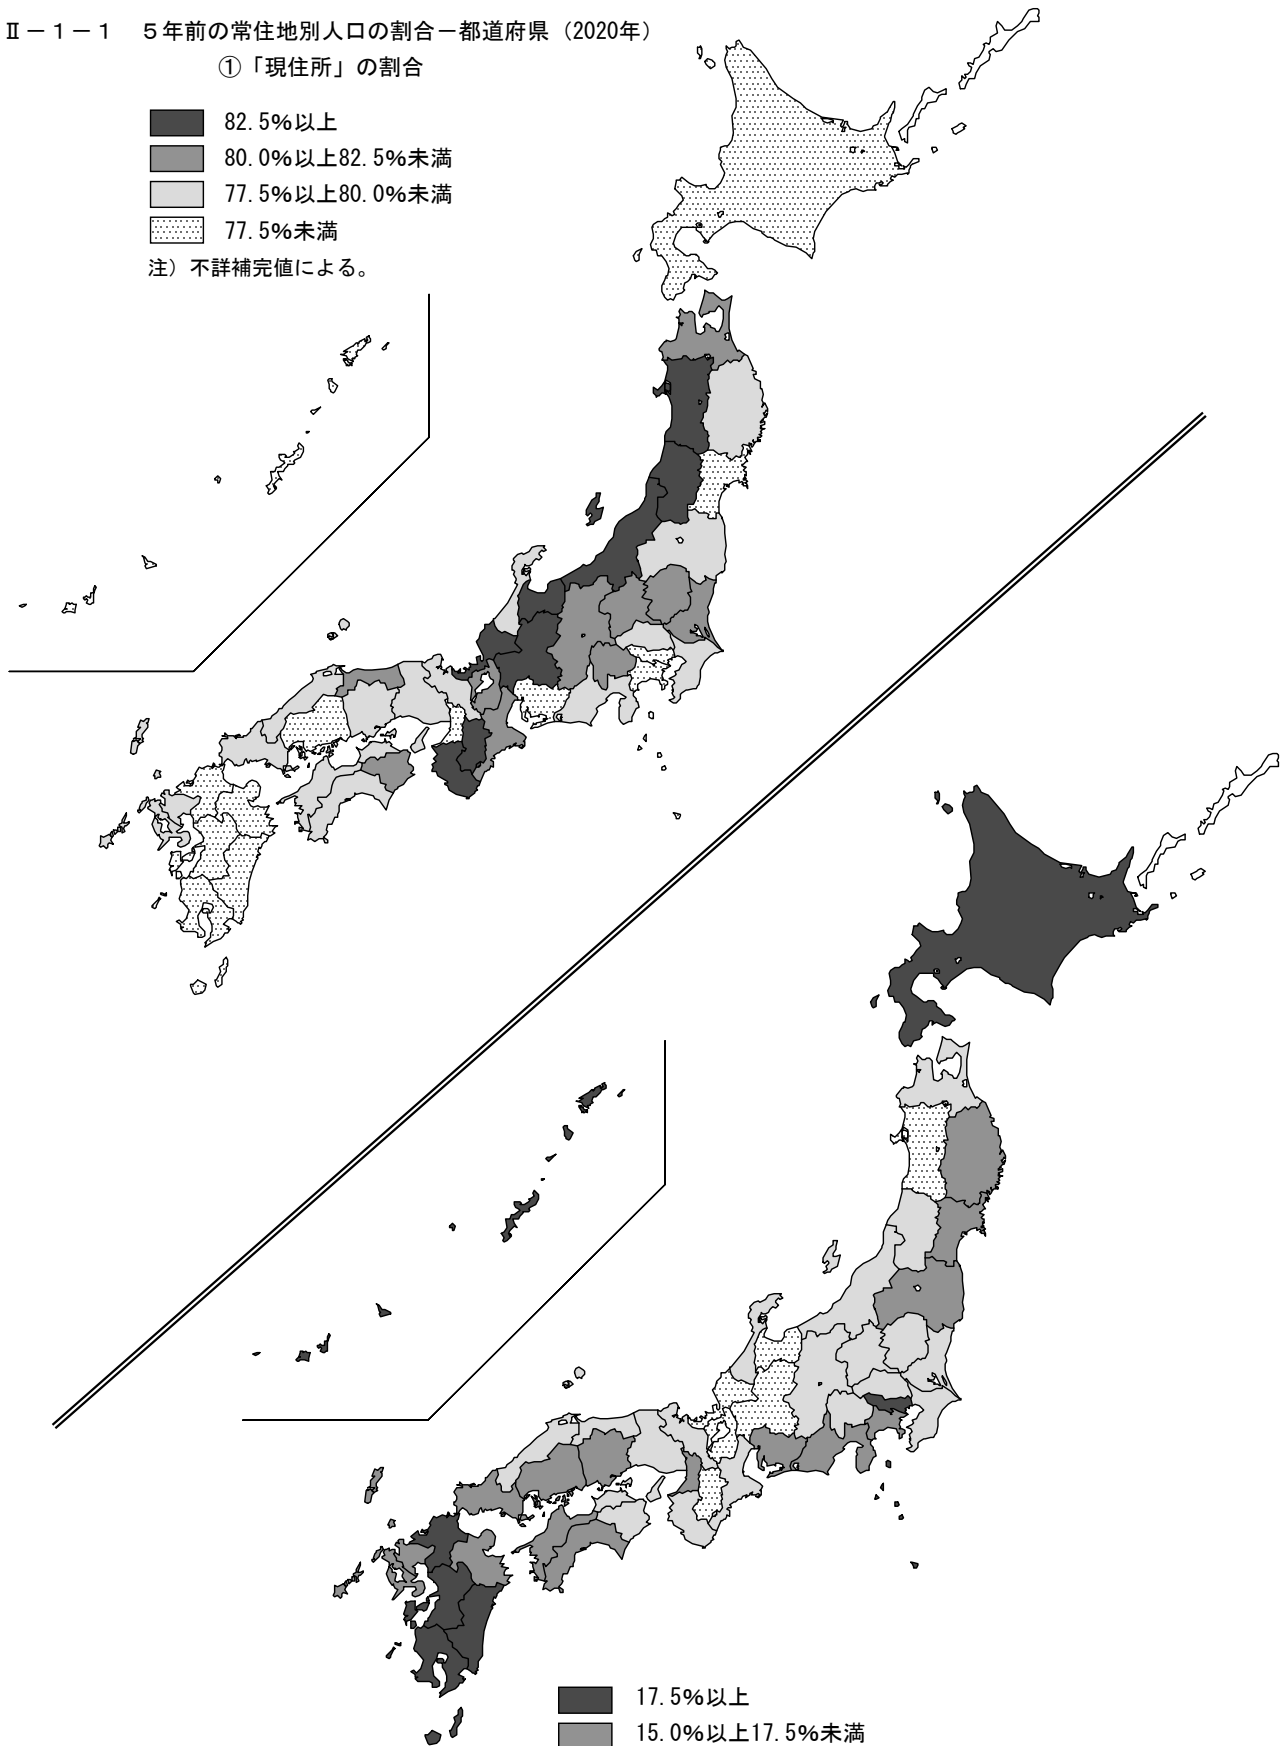 Ⅱ－１－１　５年前の常住地別人口の割合－都道府県（2020年）
①「現住所」の割合
82.5%以上
80.0%以上82.5%未満
77.5%以上80.0%未満
77.5%未満
注）不詳補完値による。
17.5%以上
15.0%以上17.5%未満